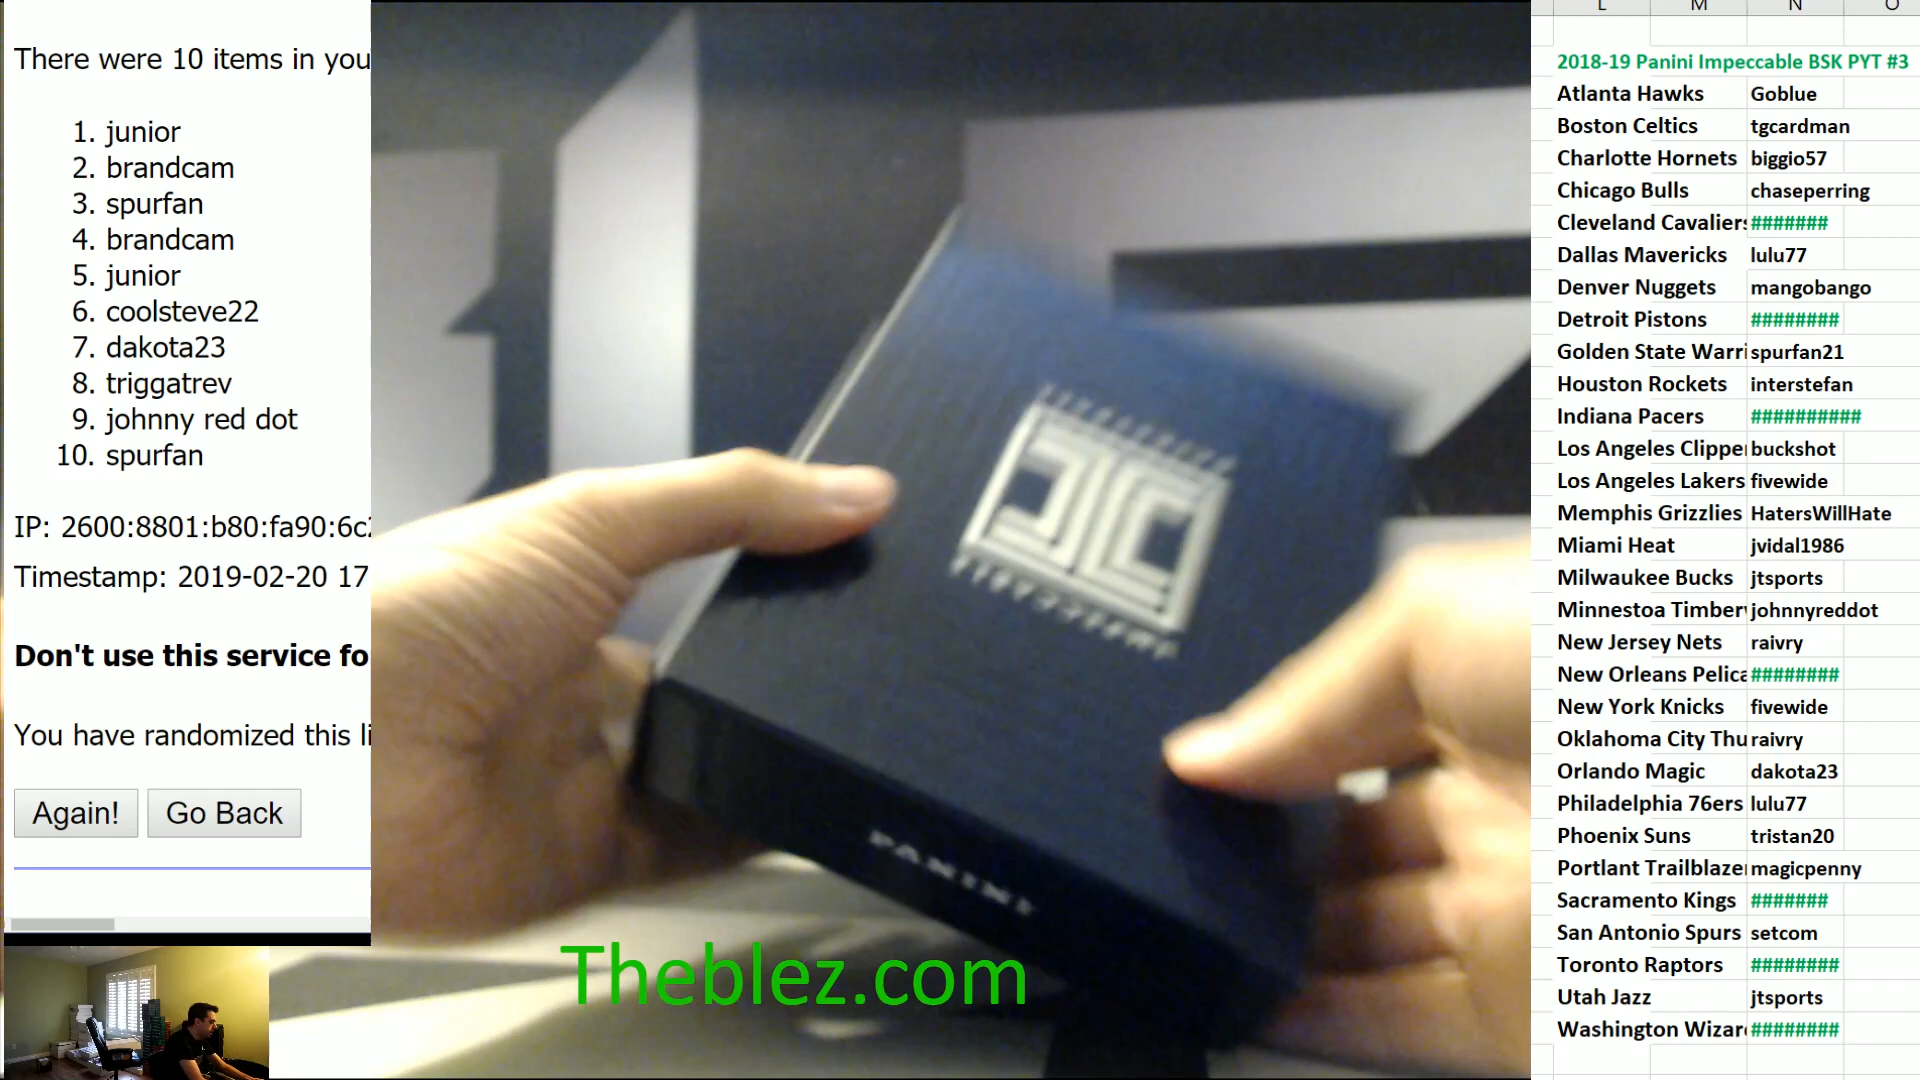 There were 10 items in you
1. junior
2. brandcam
3. spurfan
4. brandcam
5. junior
6. coolsteve22
7. dakota23
8. triggatrev
9. johnny red dot
10. spurfan
IP: 2600:8801:b80:fa90:6c
Timestamp: 2019-02-20 17
Don't use this service fo
You have randomized this li
Again! Go Back
PANINI
Theblez.com
L M N O
2018-19 Panini Impeccable BSK PYT #3
Atlanta Hawks Goblue
Boston Celtics tgcardman
Charlotte Hornets biggio57
Chicago Bulls chaseperring
Cleveland Cavaliers #######
Dallas Mavericks lulu77
Denver Nuggets mangobango
Detroit Pistons ########
Golden State Warri spurfan21
Houston Rockets interstefan
Indiana Pacers ##########
Los Angeles Clippe buckshot
Los Angeles Lakers fivewide
Memphis Grizzlies HatersWillHate
Miami Heat jvidal1986
Milwaukee Bucks jtsports
Minnestoa Timber johnnyreddot
New Jersey Nets raivry
New Orleans Pelica ########
New York Knicks fivewide
Oklahoma City Thu raivry
Orlando Magic dakota23
Philadelphia 76ers lulu77
Phoenix Suns tristan20
Portlant Trailblaze magicpenny
Sacramento Kings #######
San Antonio Spurs setcom
Toronto Raptors ########
Utah Jazz jtsports
Washington Wizar ########